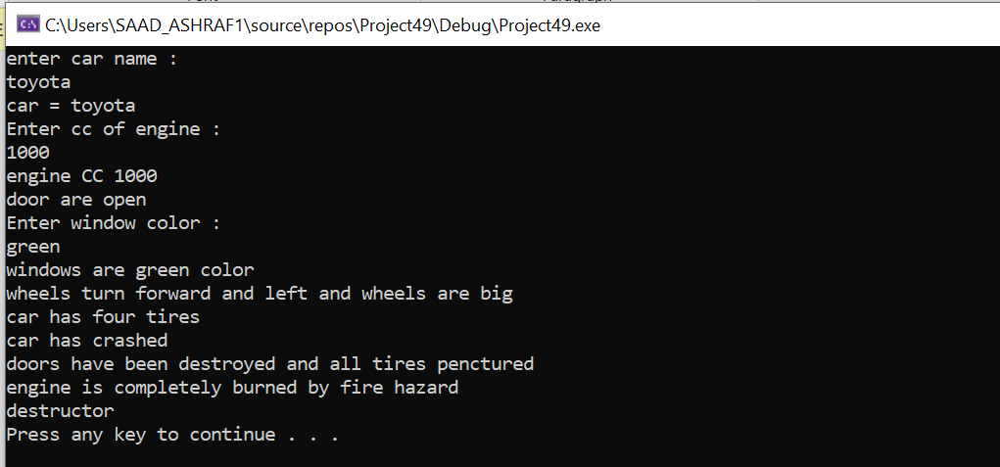 C:\Users\SAAD_ASHRAF1\source\repos\Project49\Debug\Project49.exe
enter car name :
toyota
car = toyota
Enter cc of engine :
1000
engine CC 1000
door are open
Enter window color :
green
windows are green color
wheels turn forward and left and wheels are big
car has four tires
car has crashed
doors have been destroyed and all tires penctured
engine is completely burned by fire hazard
destructor
Press any key to continue . . .